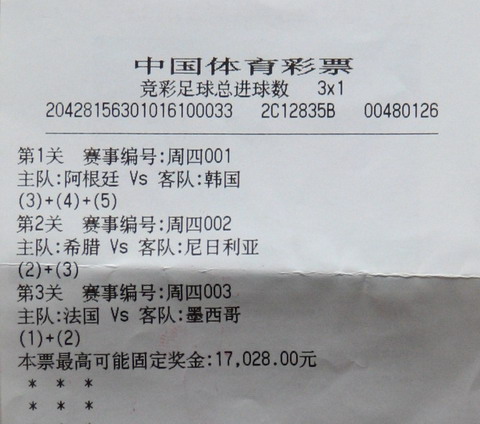 中国体育彩票
竞彩足球总进球数 3x1
20428156301016100033 2C12835B 00480126
第1关 赛事编号:周四001
主队:阿根廷 Vs 客队:韩国
(3)+(4)+(5)
第2关 赛事编号:周四002
主队:希腊 Vs 客队:尼日利亚
(2)+(3)
第3关 赛事编号:周四003
主队:法国 Vs 客队:墨西哥
(1)+(2)
本票最高可能固定奖金:17,028.00元
* * *
* * *